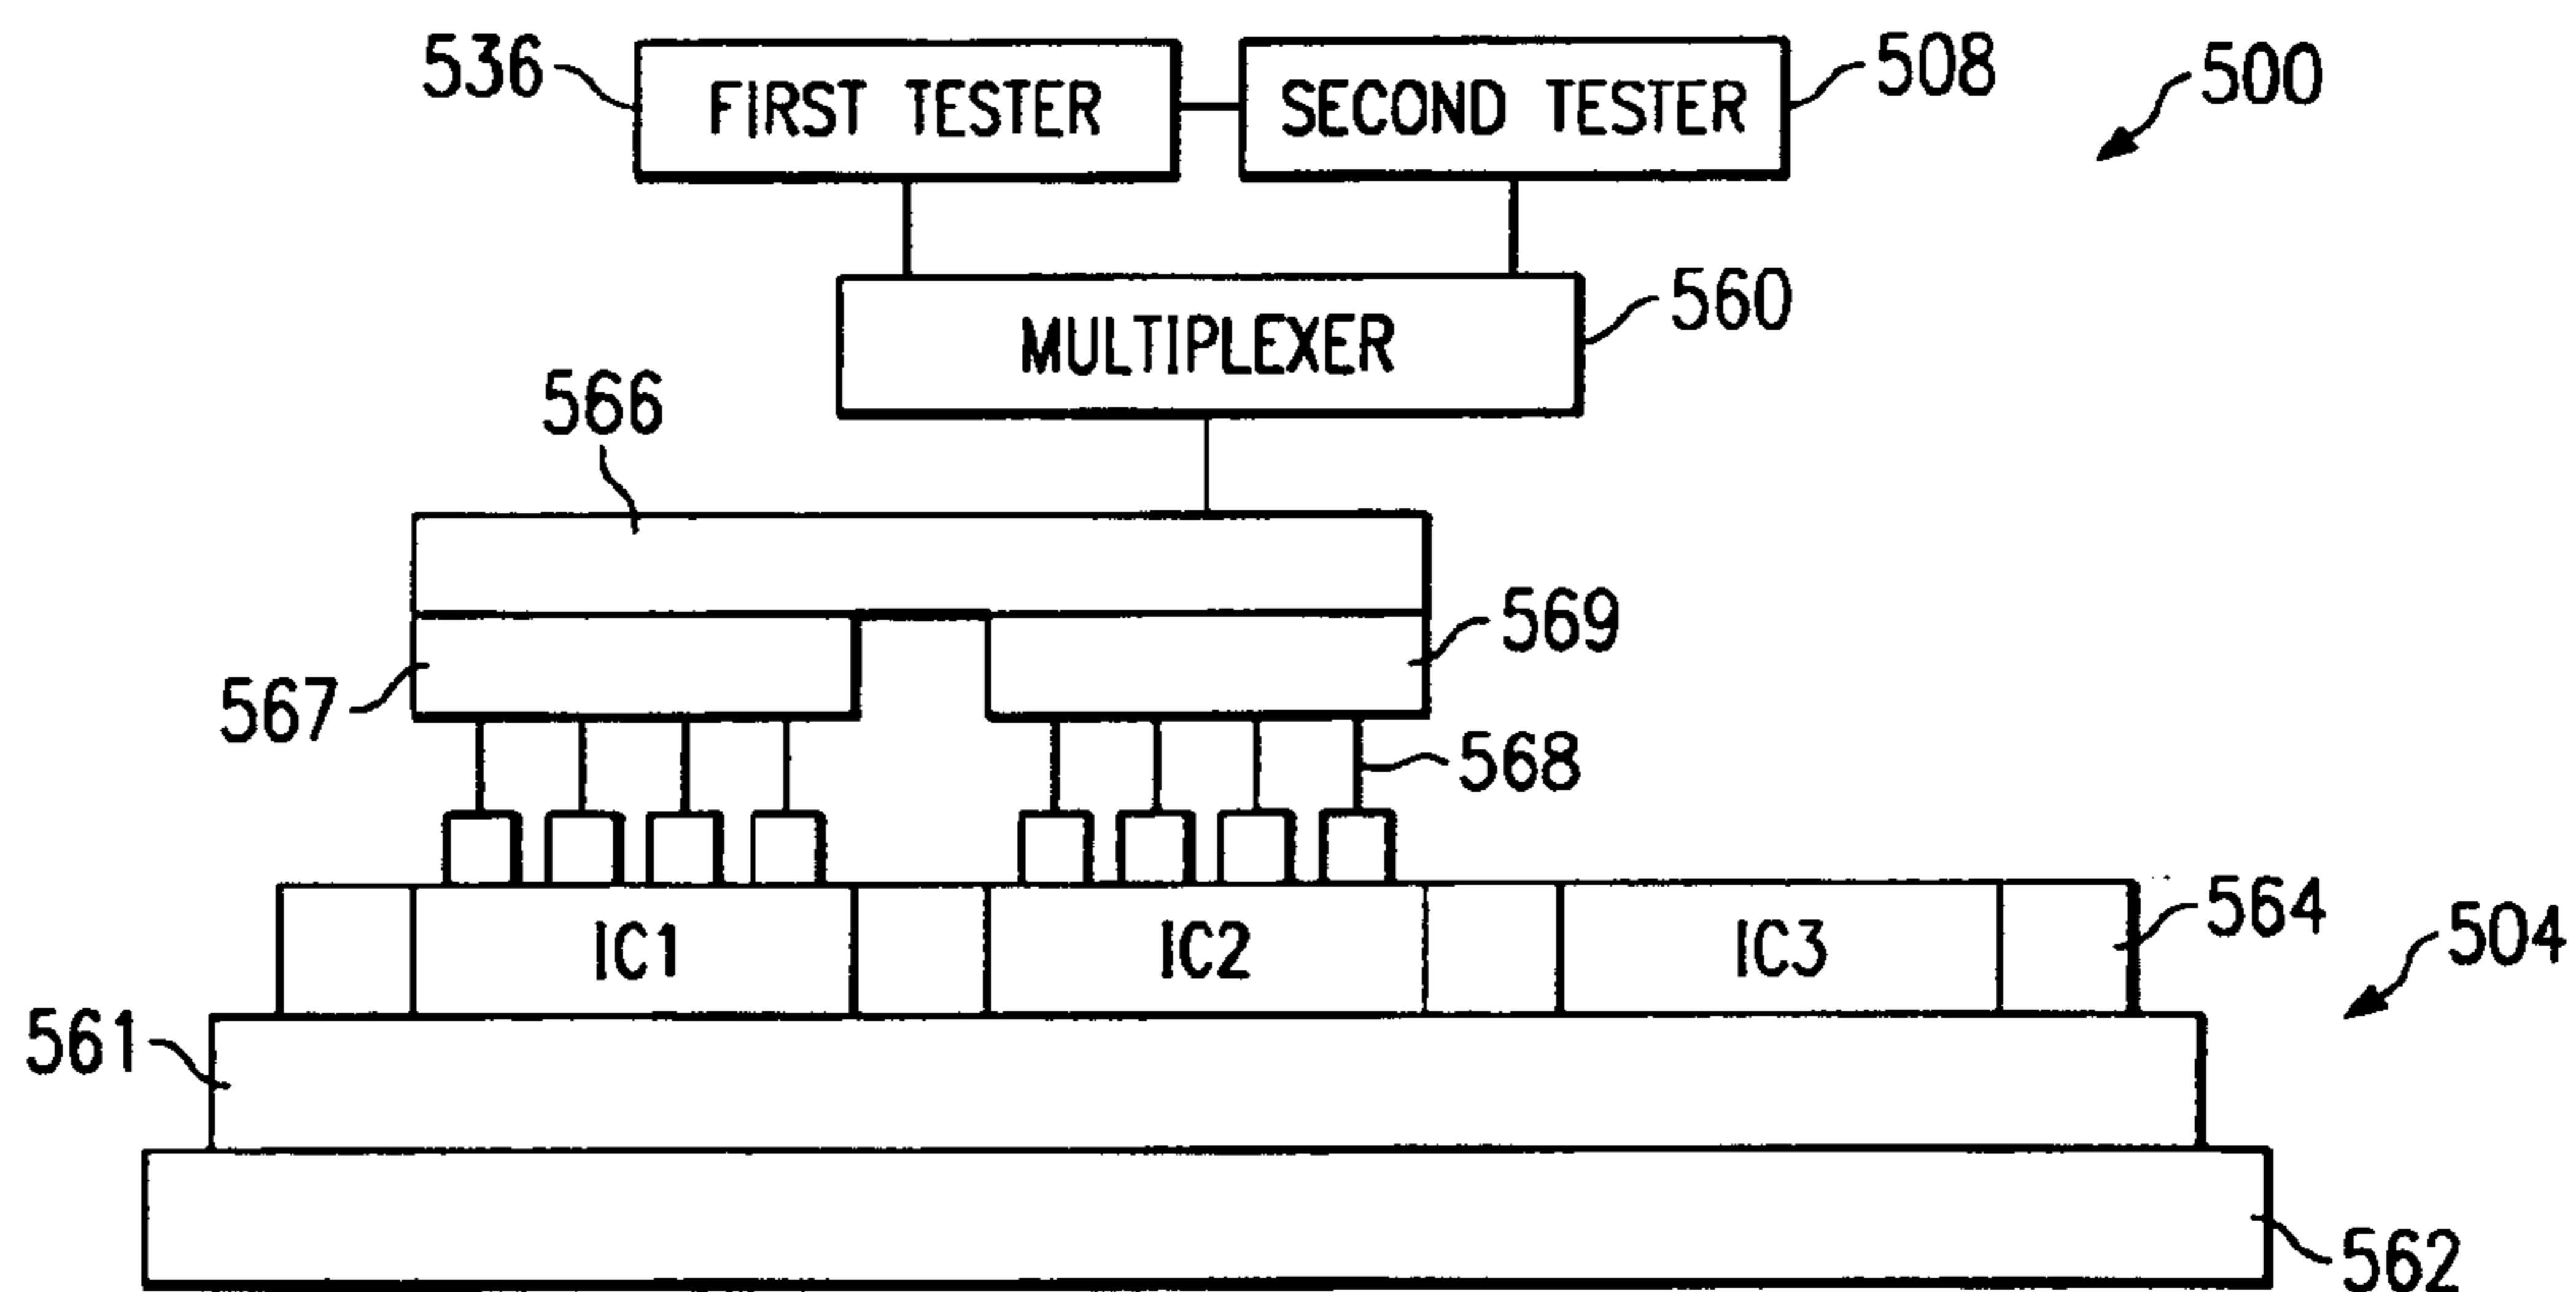 536
FIRST TESTER
SECOND TESTER
508
500
MULTIPLEXER
560
566
569
567
568
IC1
IC2
IC3
564
504
561
562